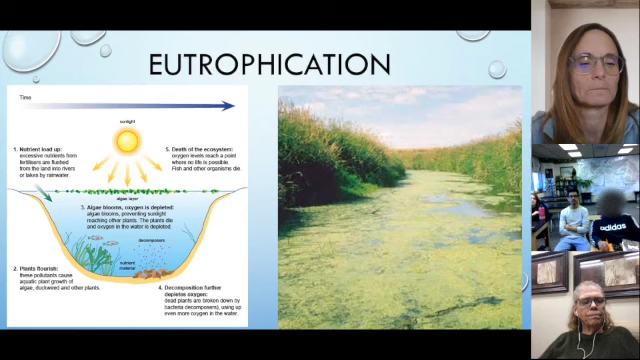 EUTROPHICATION
Time
sunlight
1. Nutrient load up:
excessive nutrients from
fertilisers are flushed
from the land into rivers
or lakes by rainwater.
5. Death of the ecosystem:
oxygen levels reach a point
where no life is possible.
Fish and other organisms die.
algae layer
3. Algae blooms, oxygen is depleted:
algae blooms, preventing sunlight
reaching other plants. The plants die
and oxygen in the water is depleted.
decomposers
nutrient
material
2. Plants flourish:
these pollutants cause
aquatic plant growth of
algae, duckweed and other plants.
4. Decomposition further
depletes oxygen:
dead plants are broken down by
bacteria decomposers), using up
even more oxygen in the water.
adidas